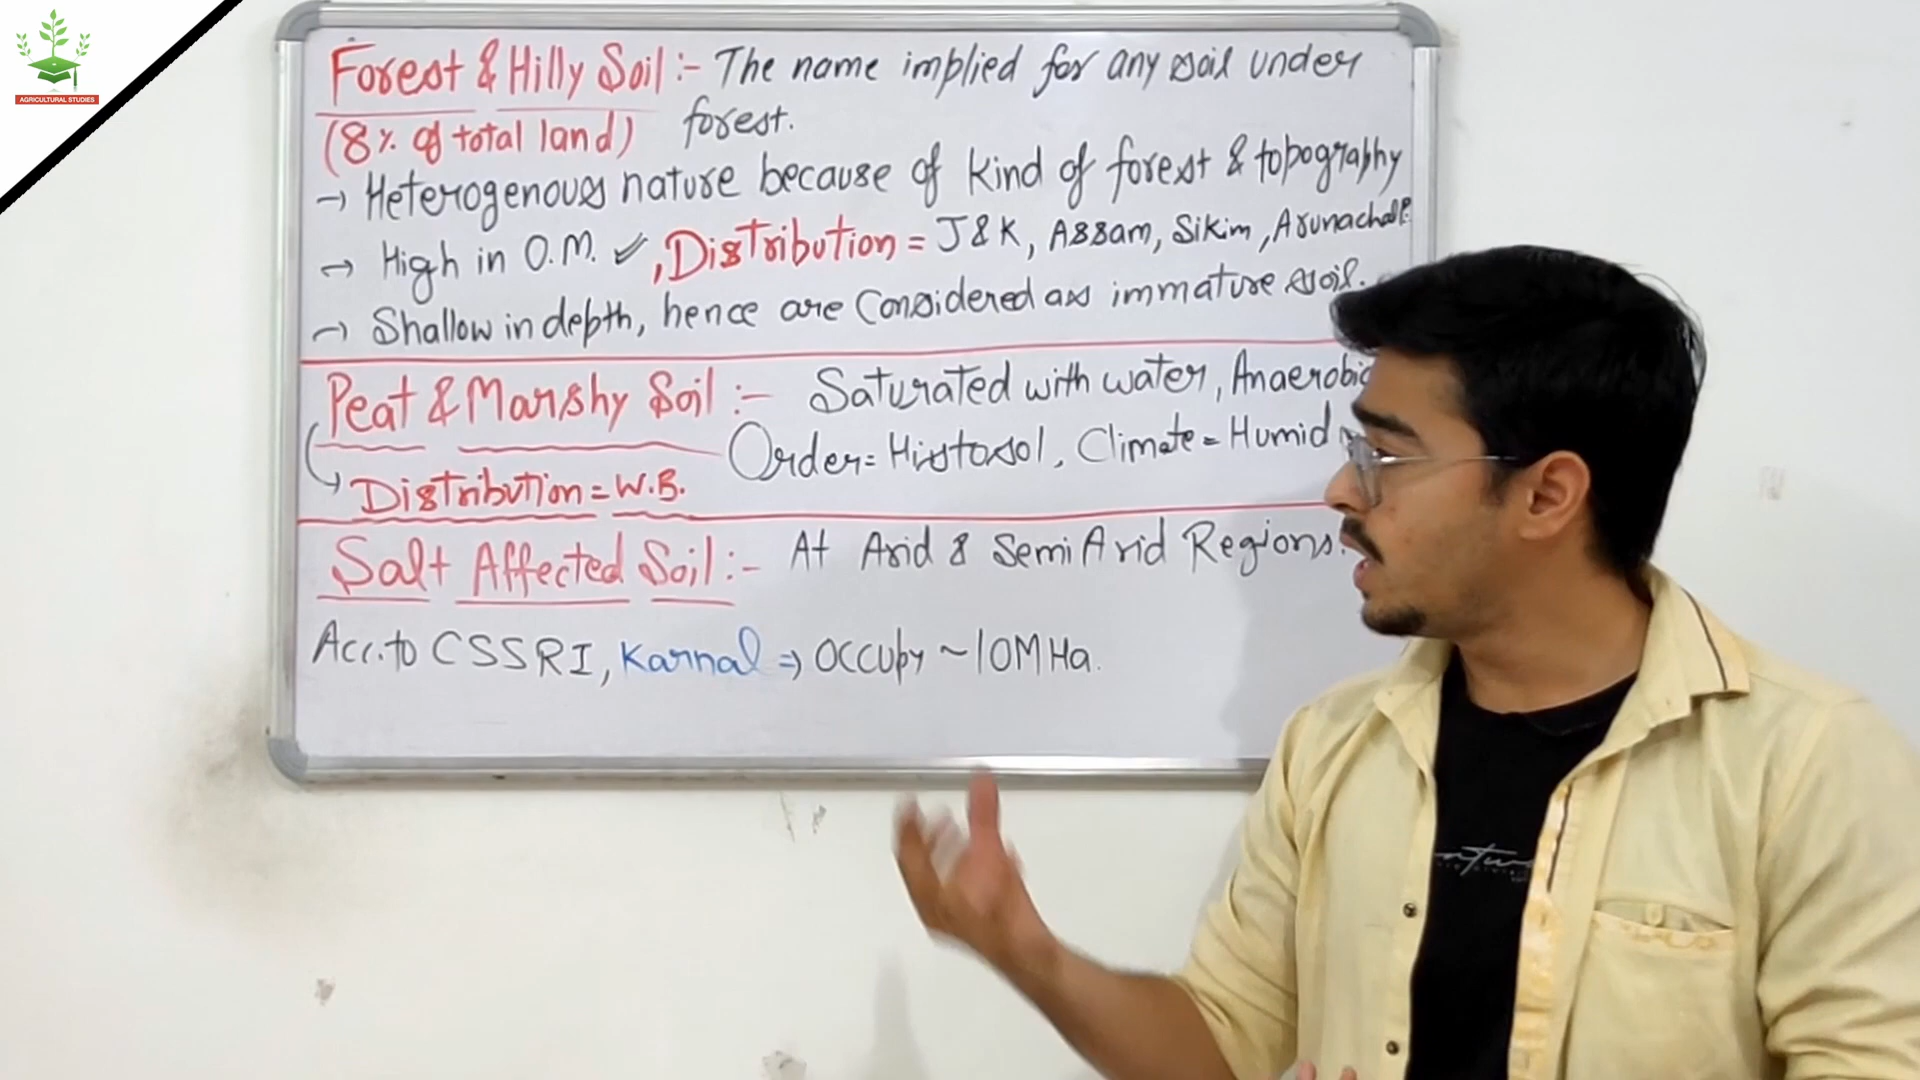 AGRICULTURAL STUDIES
Forest & Hilly Soil :- The name implied for any soil under
(8% of total land) forest.
→ Heterogenous nature because of kind of forest & topography
→ High in O.M. ✓, Distribution = J&K, Assam, Sikim, Arunachal P.
→ Shallow in depth, hence are Considered as immature soil.
Peat & Marshy Soil :- Saturated with water, Anaerobic
Order = Histosol, Climate = Humid
↳ Distribution = W.B.
Salt Affected Soil :- At Arid & Semi Arid Regions.
Acc. to CSSRI, Karnal ⇒ Occupy ~10MHa.